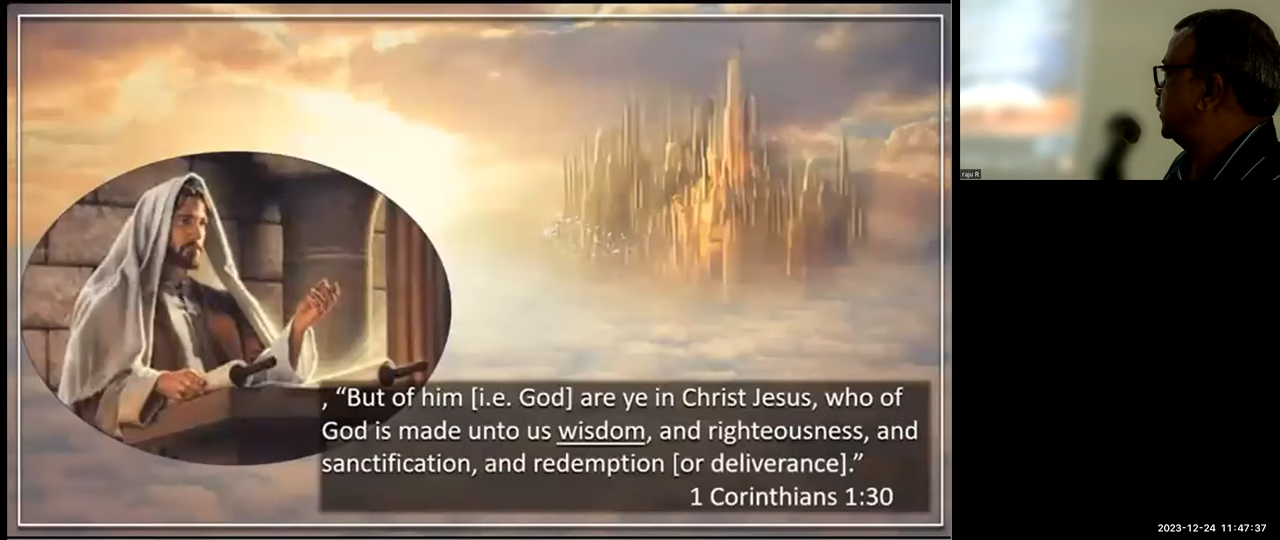 , “But of him [i.e. God] are ye in Christ Jesus, who of
God is made unto us wisdom, and righteousness, and
sanctification, and redemption [or deliverance].”
1 Corinthians 1:30
raju R
2023-12-24 11:47:37